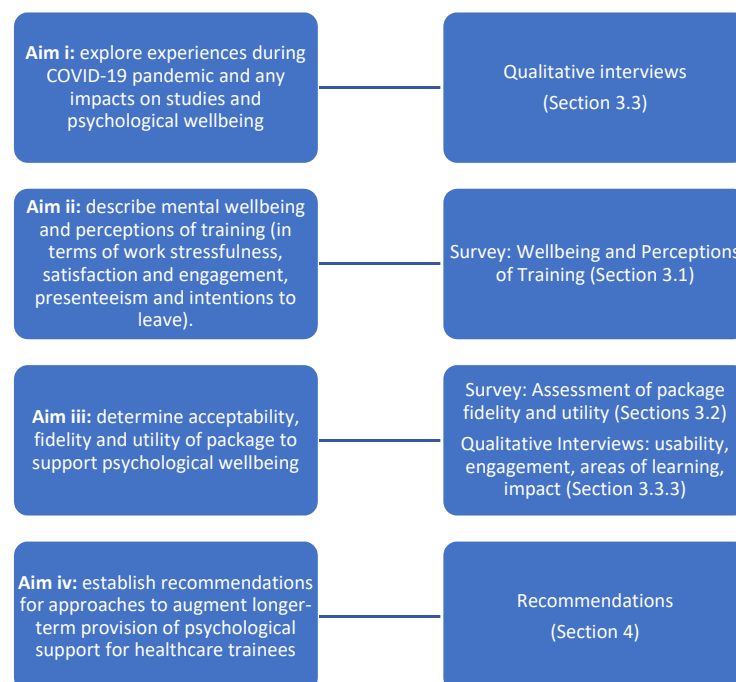 Aim i: explore experiences during
COVID-19 pandemic and any
impacts on studies and
psychological wellbeing
Qualitative interviews
(Section 3.3)
Aim ii: describe mental wellbeing
and perceptions of training (in
terms of work stressfulness,
satisfaction and engagement,
presenteeism and intentions to
leave).
Survey: Wellbeing and Perceptions
of Training (Section 3.1)
Aim iii: determine acceptability,
fidelity and utility of package to
support psychological wellbeing
Survey: Assessment of package
fidelity and utility (Sections 3.2)
Qualitative Interviews: usability,
engagement, areas of learning,
impact (Section 3.3.3)
Aim iv: establish recommendations
for approaches to augment longer-
term provision of psychological
support for healthcare trainees
Recommendations
(Section 4)